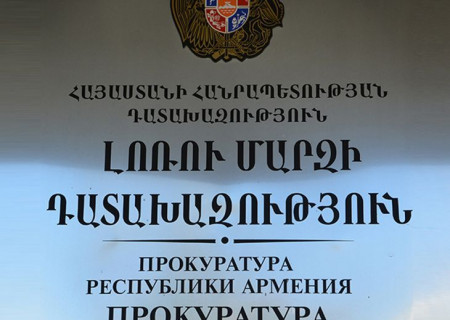 ՀԱՅԱՍՏԱՆԻ ՀԱՆՐԱՊԵՏՈՒԹՅԱՆ
ԴԱՏԱԽԱԶՈՒԹՅՈՒՆ
ԼՈՌՈՒ ՄԱՐԶԻ
ԴԱՏԱԽԱԶՈՒԹՅՈՒՆ
ПРОКУРАТУРА
РЕСПУБЛИКИ АРМЕНИЯ
ПРОКУРАТУРА